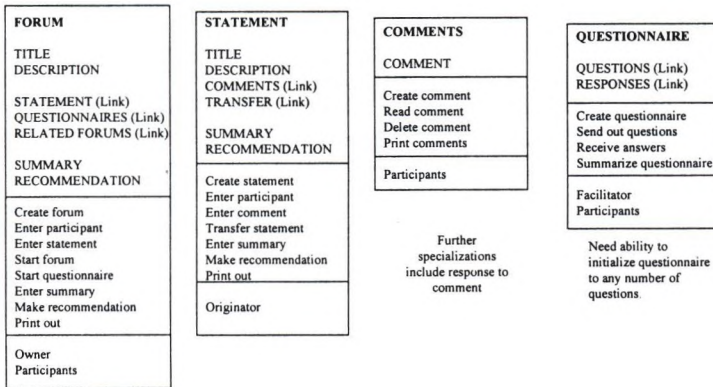 FORUM
TITLE
DESCRIPTION
STATEMENT (Link)
QUESTIONNAIRES (Link)
RELATED FORUMS (Link)
SUMMARY
RECOMMENDATION
Create forum
Enter participant
Enter statement
Start forum
Start questionnaire
Enter summary
Make recommendation
Print out
Owner
Participants
STATEMENT
TITLE
DESCRIPTION
COMMENTS (Link)
TRANSFER (Link)
SUMMARY
RECOMMENDATION
Create statement
Enter participant
Enter comment
Transfer statement
Enter summary
Make recommendation
Print out
Originator
COMMENTS
COMMENT
Create comment
Read comment
Delete comment
Print comments
Participants
Further
specializations
include response to
comment
QUESTIONNAIRE
QUESTIONS (Link)
RESPONSES (Link)
Create questionnaire
Send out questions
Receive answers
Summarize questionnaire
Facilitator
Participants
Need ability to
initialize questionnaire
to any number of
questions.